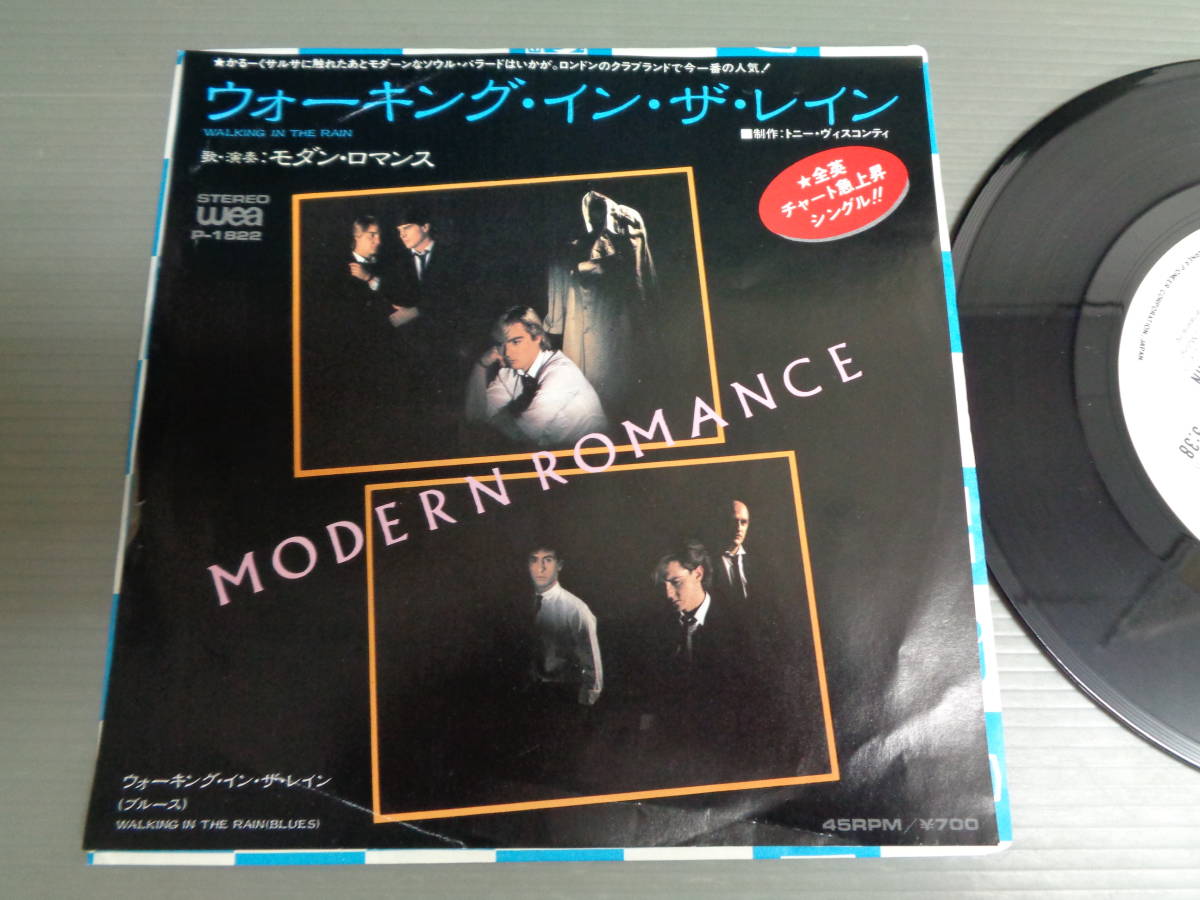 ★かるーくサルサに触れたあとモダーンなソウル・バラードはいかが。ロンドンのクラブランドで今一番の人気!
ウォーキング・イン・ザ・レイン
WALKING IN THE RAIN
■制作:トニー・ヴィスコンティ
歌・演奏:モダン・ロマンス
★全英
チャート急上昇
シングル!!
STEREO
wea
P-1822
MODERN ROMANCE
ウォーキング・イン・ザ・レイン
(ブルース)
WALKING IN THE RAIN(BLUES)
45RPM/¥700
CORPORATION, JAPAN
3:38